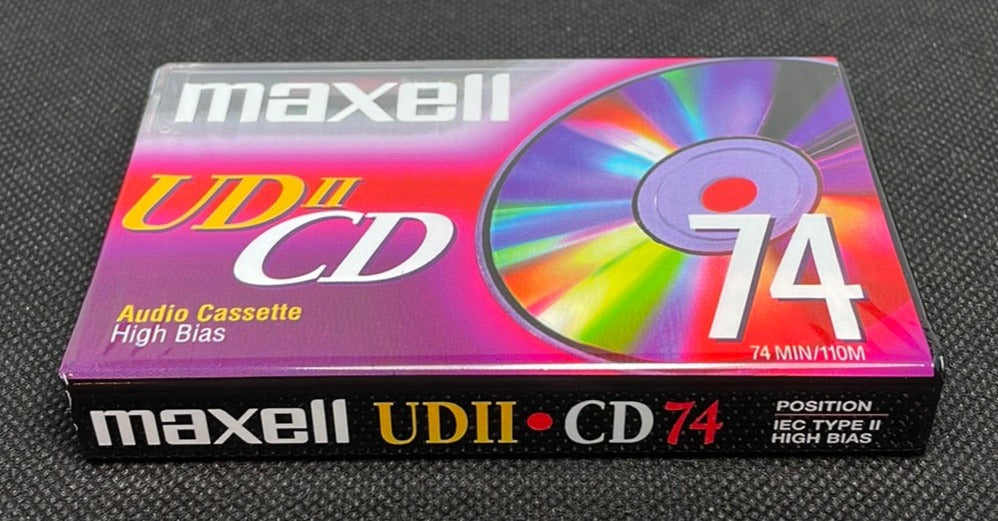 maxell
UDII
CD
Audio Cassette
High Bias
74
74 MIN/110M
maxell UDII • CD 74
POSITION
IEC TYPE II
HIGH BIAS